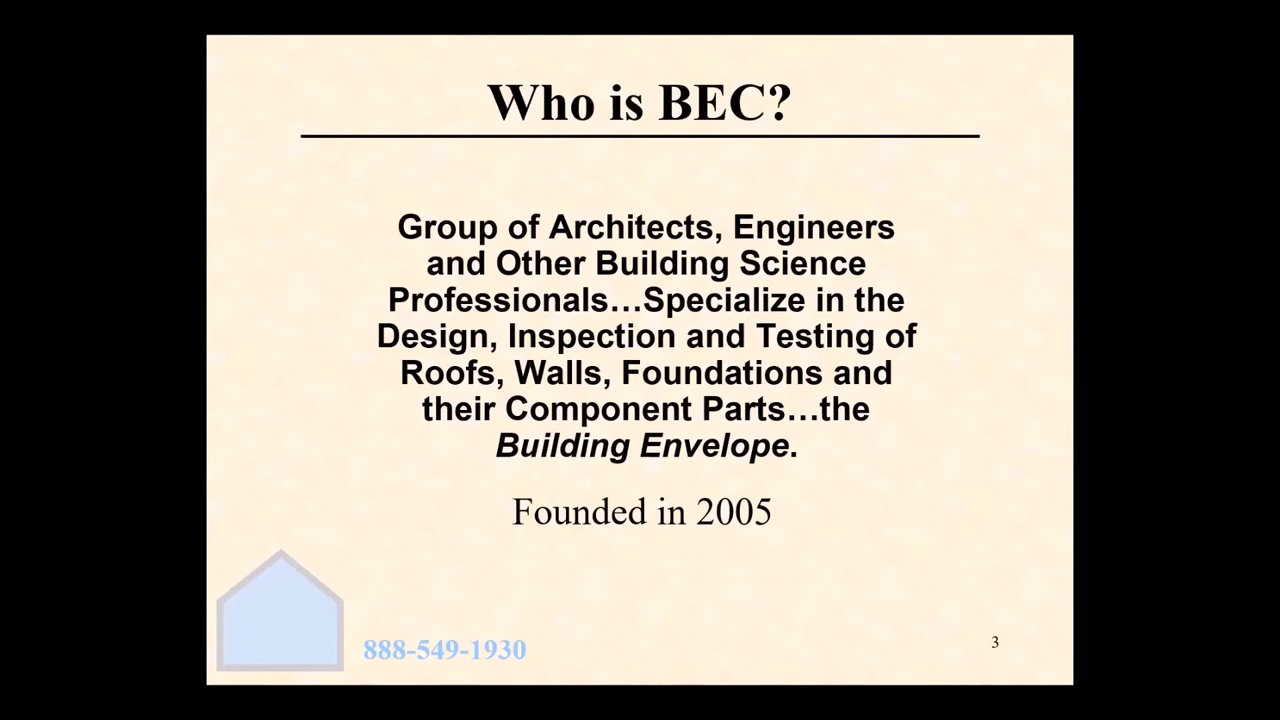 Who is BEC?
Group of Architects, Engineers
and Other Building Science
Professionals…Specialize in the
Design, Inspection and Testing of
Roofs, Walls, Foundations and
their Component Parts…the
Building Envelope.
Founded in 2005
888-549-1930
3